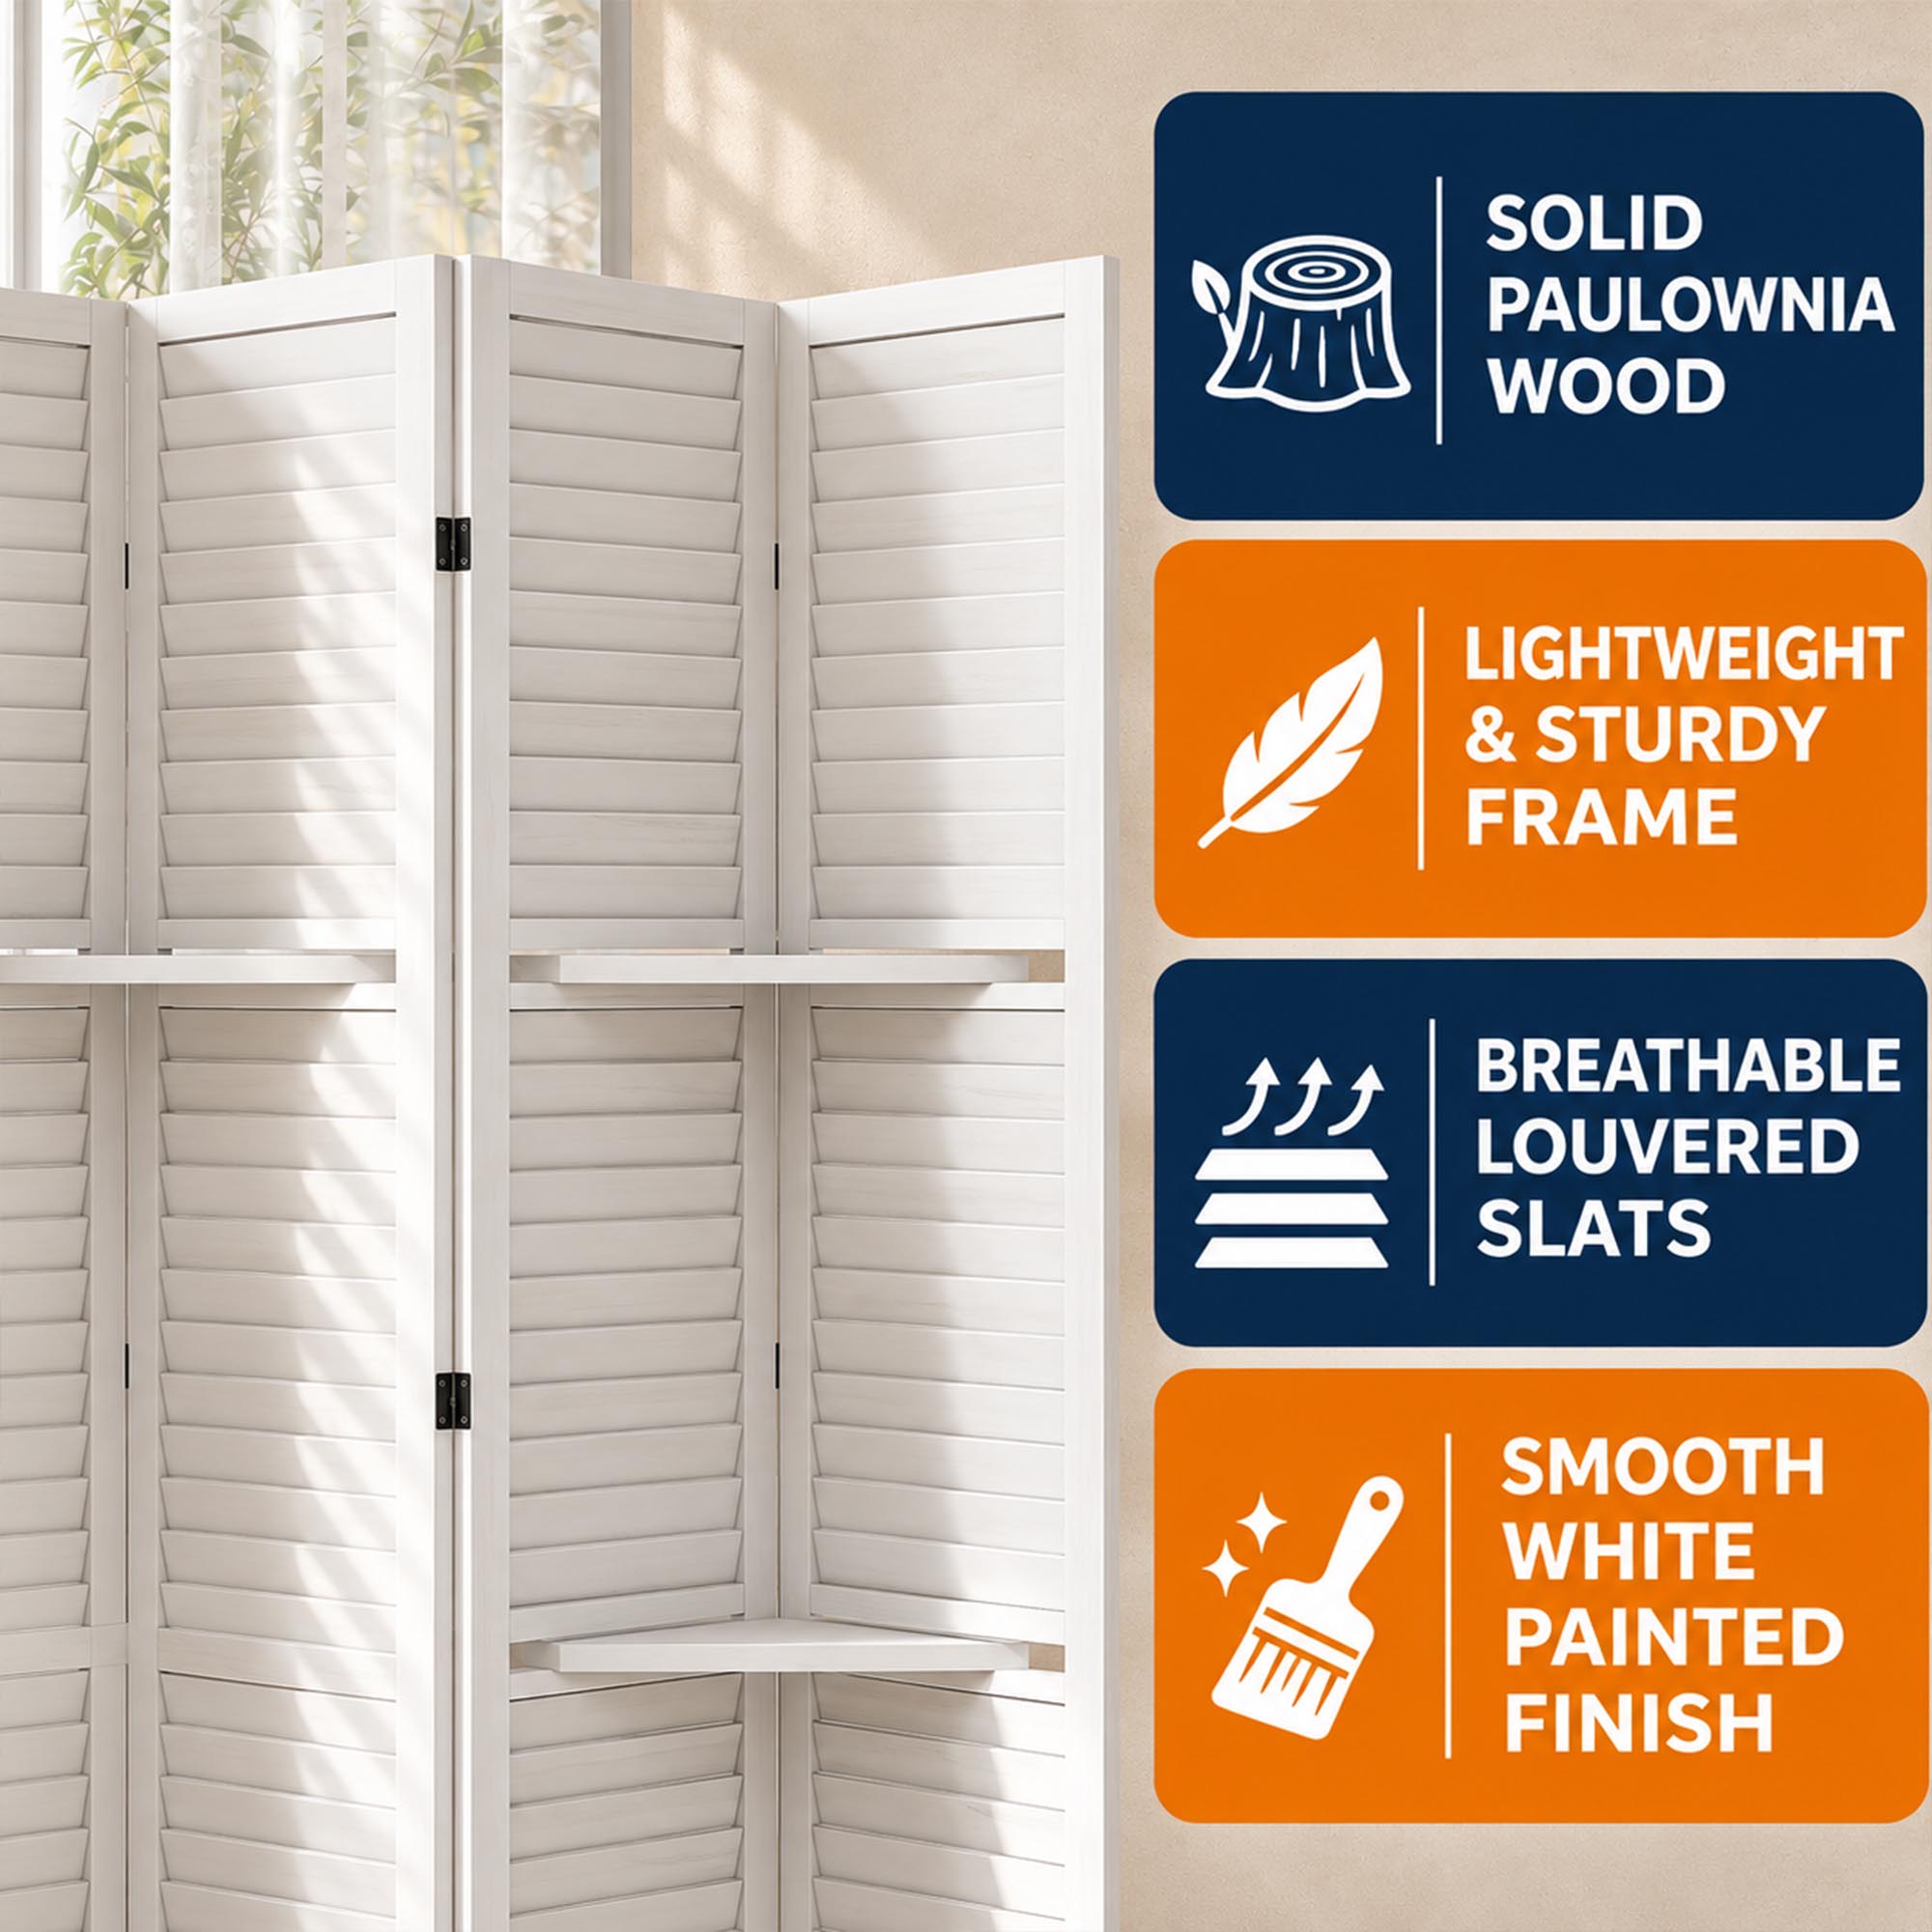 SOLID
PAULOWNIA
WOOD
LIGHTWEIGHT
& STURDY
FRAME
BREATHABLE
LOUVERED
SLATS
SMOOTH
WHITE
PAINTED
FINISH